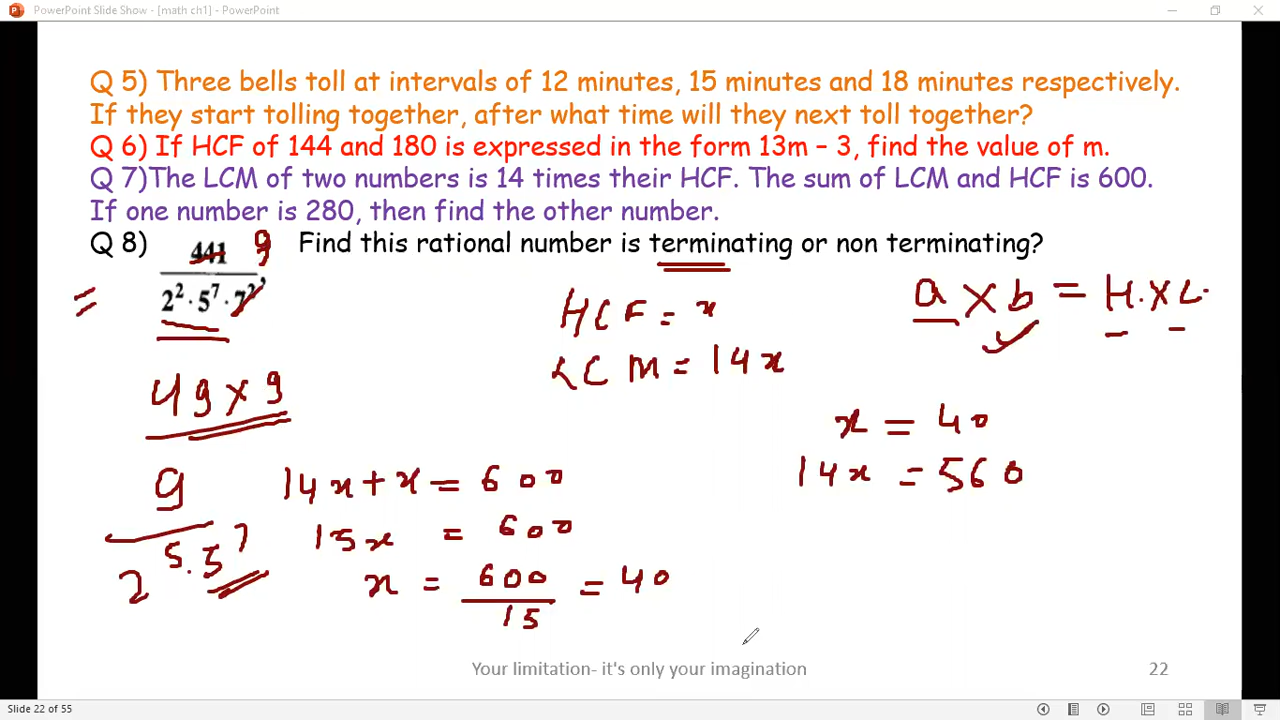 PowerPoint Slide Show - [math ch1] - PowerPoint
Q 5) Three bells toll at intervals of 12 minutes, 15 minutes and 18 minutes respectively.
If they start tolling together, after what time will they next toll together?
Q 6) If HCF of 144 and 180 is expressed in the form 13m – 3, find the value of m.
Q 7)The LCM of two numbers is 14 times their HCF. The sum of LCM and HCF is 600.
If one number is 280, then find the other number.
Q 8) 441 9 Find this rational number is terminating or non terminating?
= 2² · 5⁷ · 7²,
HCF = x
LCM = 14x
a × b = H. × L.
49 × 9
x = 40
14x = 560
9
2⁵·5⁷
14x + x = 600
15x = 600
x = 600/15 = 40
Your limitation- it's only your imagination
22
Slide 22 of 55